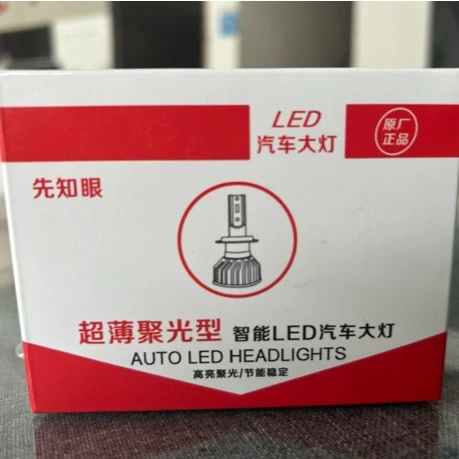 LED
汽车大灯
原厂
正品
先知眼
超薄聚光型 智能LED汽车大灯
AUTO LED HEADLIGHTS
高亮聚光/节能稳定